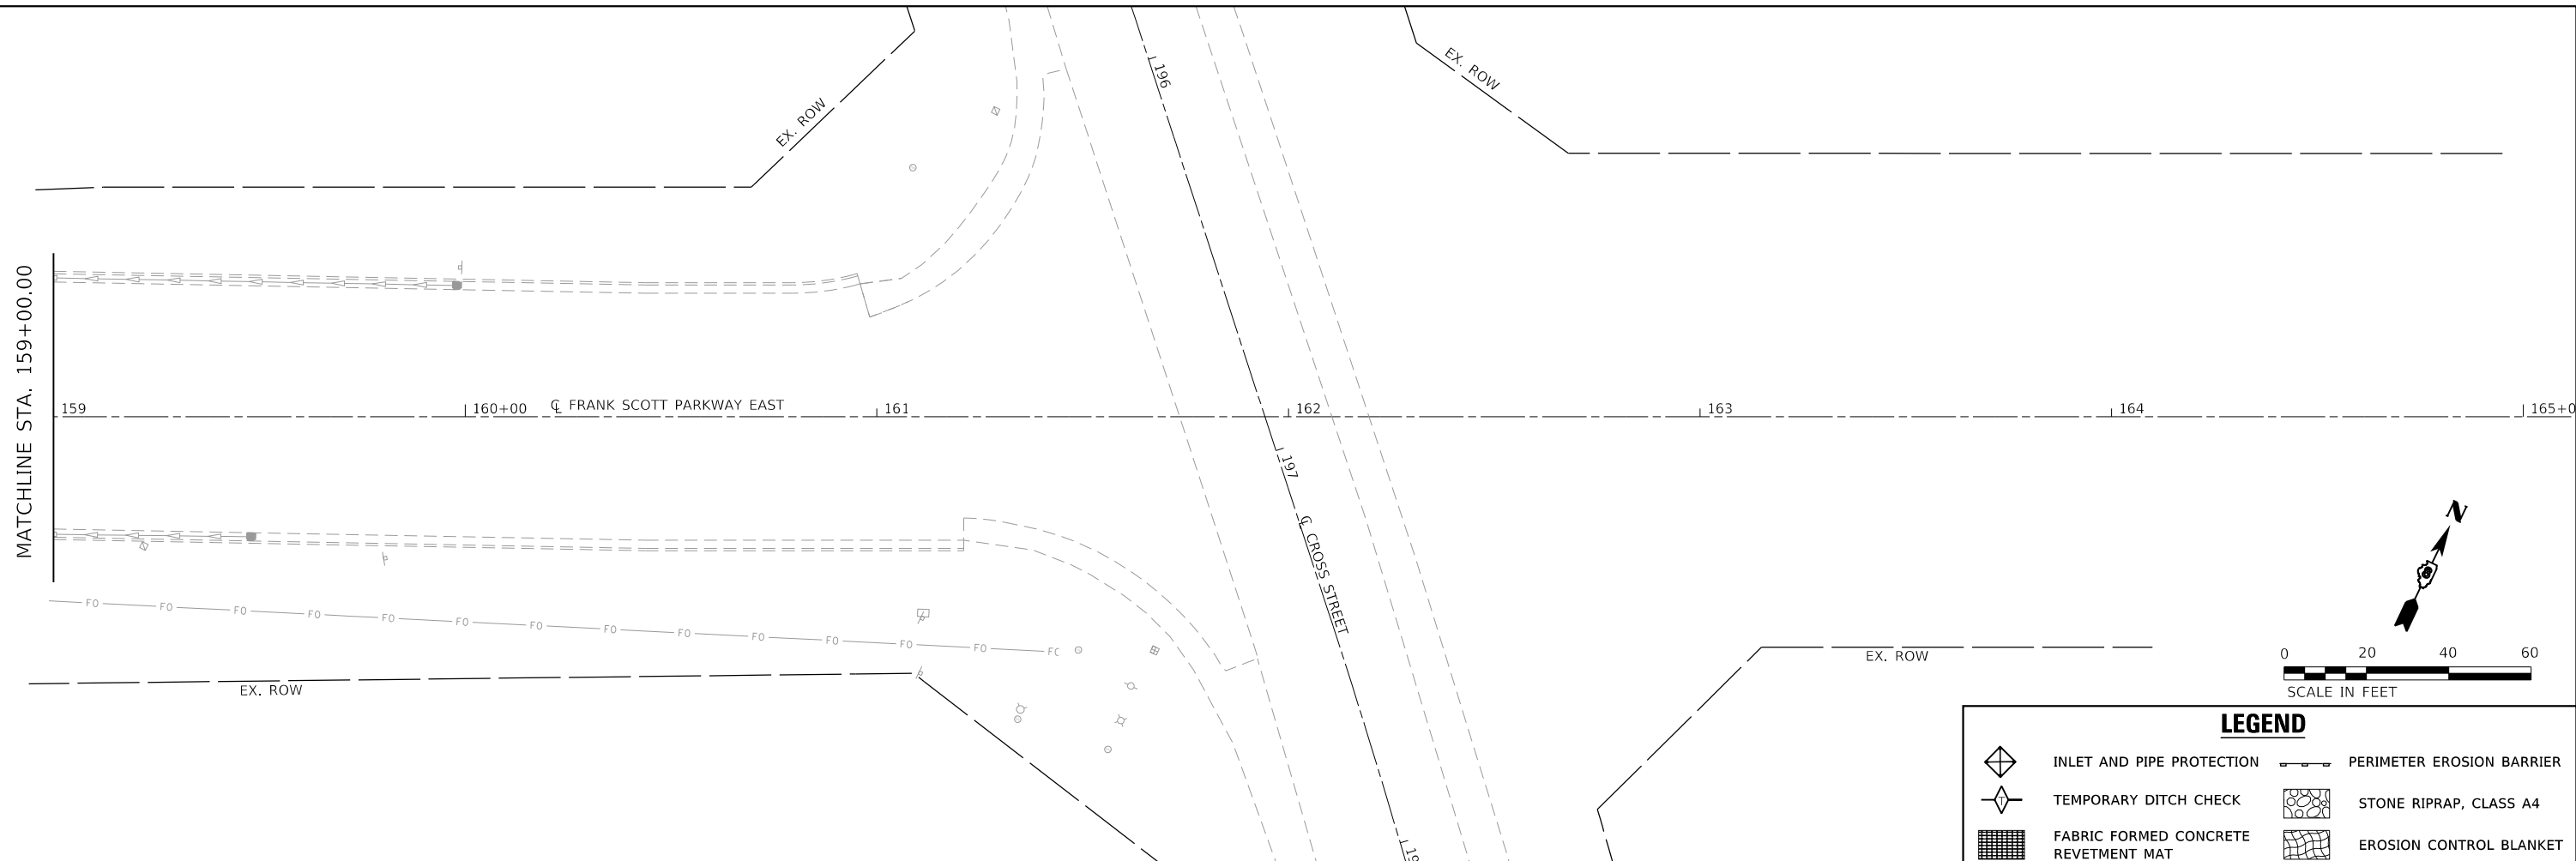 196
EX. ROW
EX. ROW
MATCHLINE STA. 159+00.00
159
160+00
℄ FRANK SCOTT PARKWAY EAST
161
162
163
164
165+0
197
℄ CROSS STREET
N
FO FO FO FO FO FO FO FO FO FO FO FO FO FO
EX. ROW
EX. ROW
0 20 40 60
SCALE IN FEET
LEGEND
INLET AND PIPE PROTECTION
PERIMETER EROSION BARRIER
T
TEMPORARY DITCH CHECK
STONE RIPRAP, CLASS A4
FABRIC FORMED CONCRETE
REVETMENT MAT
EROSION CONTROL BLANKET